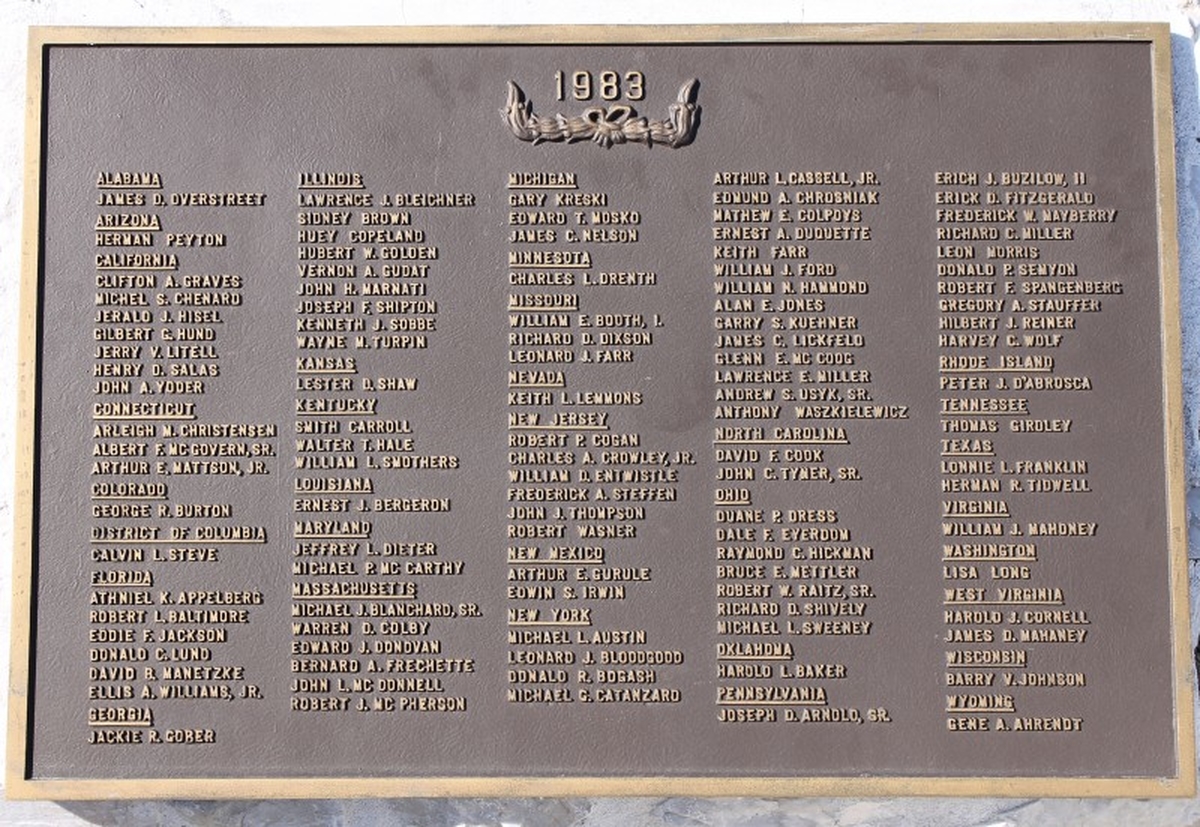 1983
ALABAMA
JAMES D. OVERSTREET
ARIZONA
HERMAN PEYTON
CALIFORNIA
CLIFTON A. GRAVES
MICHEL S. CHENARD
JERALD J. HISEL
GILBERT G. HUND
JERRY V. LITELL
HENRY D. SALAS
JOHN A. YODER
CONNECTICUT
ARLEIGH M. CHRISTENSEN
ALBERT F. MC GOVERN, SR.
ARTHUR E. MATTSON, JR.
COLORADO
GEORGE R. BURTON
DISTRICT OF COLUMBIA
CALVIN L. STEVE
FLORIDA
ATHNIEL K. APPELBERG
ROBERT L. BALTIMORE
EDDIE F. JACKSON
DONALD C. LUND
DAVID B. MANETZKE
ELLIS A. WILLIAMS, JR.
GEORGIA
JACKIE R. GOBER
ILLINOIS
LAWRENCE J. BLEICHNER
SIDNEY BROWN
HUEY COPELAND
HUBERT W. GOLDEN
VERNON A. GUDAT
JOHN H. MARNATI
JOSEPH F. SHIPTON
KENNETH J. SOBBE
WAYNE M. TURPIN
KANSAS
LESTER D. SHAW
KENTUCKY
SMITH CARROLL
WALTER T. HALE
WILLIAM L. SMOTHERS
LOUISIANA
ERNEST J. BERGERON
MARYLAND
JEFFREY L. DIETER
MICHAEL P. MC CARTHY
MASSACHUSETTS
MICHAEL J. BLANCHARD, SR.
WARREN D. COLBY
EDWARD J. DONOVAN
BERNARD A. FRECHETTE
JOHN L. MC DONNELL
ROBERT J. MC PHERSON
MICHIGAN
GARY KRESKI
EDWARD T. MOSKO
JAMES C. NELSON
MINNESOTA
CHARLES L. DRENTH
MISSOURI
WILLIAM E. BOOTH, I.
RICHARD D. DIXSON
LEONARD J. FARR
NEVADA
KEITH L. LEMMONS
NEW JERSEY
ROBERT P. COGAN
CHARLES A. CROWLEY, JR.
WILLIAM D. ENTWISTLE
FREDERICK A. STEFFEN
JOHN J. THOMPSON
ROBERT WASNER
NEW MEXICO
ARTHUR E. GURULE
EDWIN S. IRWIN
NEW YORK
MICHAEL L. AUSTIN
LEONARD J. BLOODGOOD
DONALD R. BOGASH
MICHAEL G. CATANZARO
ARTHUR L. CASSELL, JR.
EDMUND A. CHROSNIAK
MATHEW E. COLPOYS
ERNEST A. DUQUETTE
KEITH FARR
WILLIAM J. FORD
WILLIAM N. HAMMOND
ALAN E. JONES
GARRY S. KUEHNER
JAMES C. LICKFELD
GLENN E. MC COOG
LAWRENCE E. MILLER
ANDREW S. USYK, SR.
ANTHONY WASZKIELEWICZ
NORTH CAROLINA
DAVID F. COOK
JOHN C. TYNER, SR.
OHIO
DUANE P. DRESS
DALE F. EYERDOM
RAYMOND C. HICKMAN
BRUCE E. METTLER
ROBERT W. RAITZ, SR.
RICHARD D. SHIVELY
MICHAEL L. SWEENEY
OKLAHOMA
HAROLD L. BAKER
PENNSYLVANIA
JOSEPH D. ARNOLD, SR.
ERICH J. BUZILOW, II
ERICK D. FITZGERALD
FREDERICK W. MAYBERRY
RICHARD C. MILLER
LEON MORRIS
DONALD P. SEMYON
ROBERT F. SPANGENBERG
GREGORY A. STAUFFER
HILBERT J. REINER
HARVEY C. WOLF
RHODE ISLAND
PETER J. D'ABROSCA
TENNESSEE
THOMAS GIRDLEY
TEXAS
LONNIE L. FRANKLIN
HERMAN R. TIDWELL
VIRGINIA
WILLIAM J. MAHONEY
WASHINGTON
LISA LONG
WEST VIRGINIA
HAROLD J. CORNELL
JAMES D. MAHANEY
WISCONSIN
BARRY V. JOHNSON
WYOMING
GENE A. AHRENDT